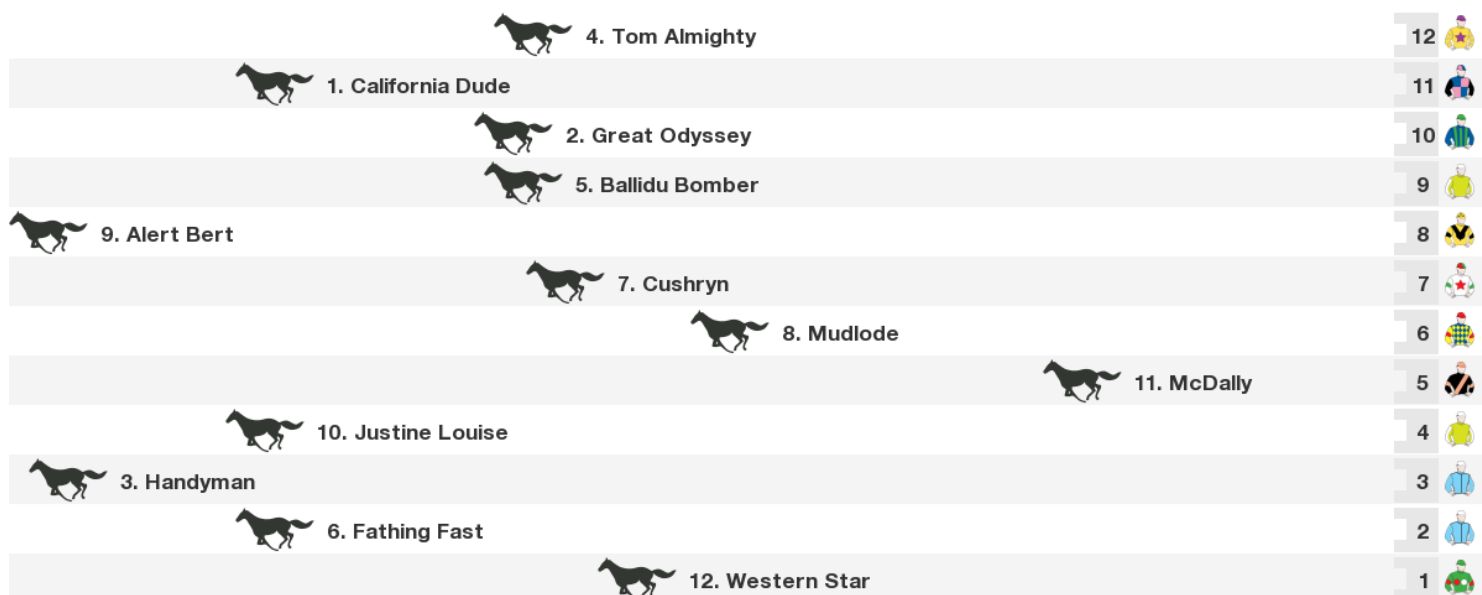 4. Tom Almighty 12
1. California Dude 11
2. Great Odyssey 10
5. Ballidu Bomber 9
9. Alert Bert 8
7. Cushryn 7
8. Mudlode 6
11. McDally 5
10. Justine Louise 4
3. Handyman 3
6. Fathing Fast 2
12. Western Star 1